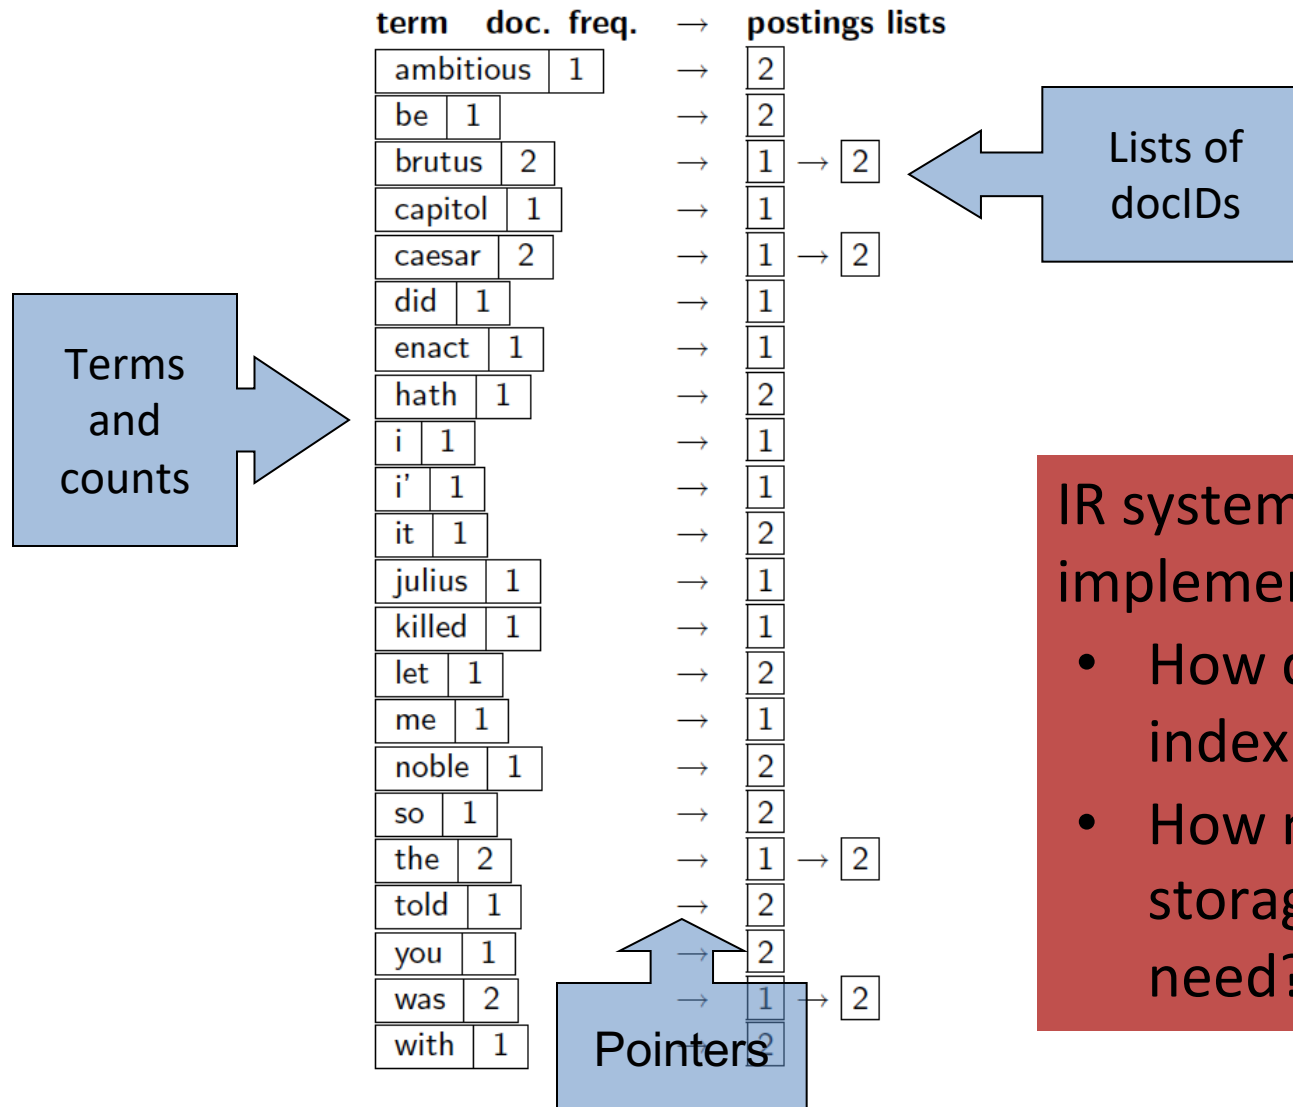 term doc. freq. → postings lists
ambitious 1 → 2
be 1 → 2
brutus 2 → 1 → 2
capitol 1 → 1
caesar 2 → 1 → 2
did 1 → 1
enact 1 → 1
hath 1 → 2
i 1 → 1
i' 1 → 1
it 1 → 2
julius 1 → 1
killed 1 → 1
let 1 → 2
me 1 → 1
noble 1 → 2
so 1 → 2
the 2 → 1 → 2
told 1 → 2
you 1 → 2
was 2 → 1 → 2
with 1 → 2
Terms
and
counts
Lists of
docIDs
Pointers
IR system
implemen
• How
index
• How
storag
need?